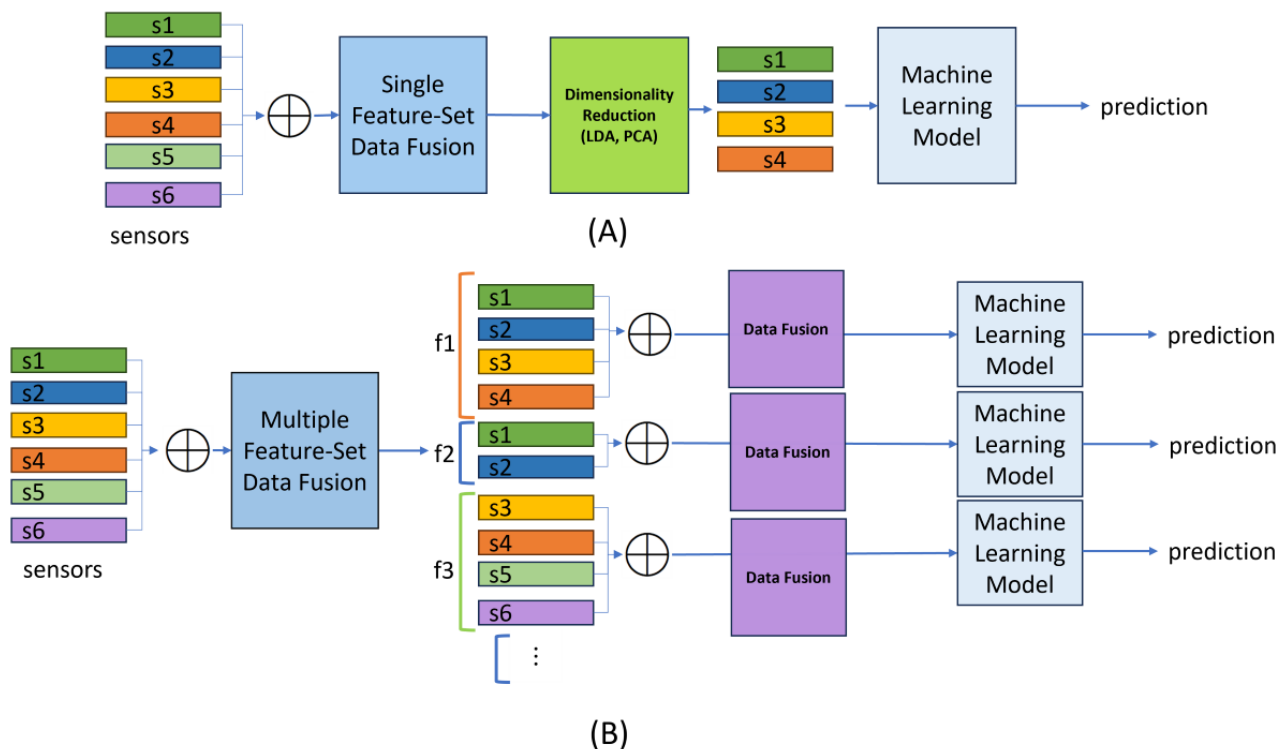 s1
s2
s3
s4
s5
s6
sensors
Single
Feature-Set
Data Fusion
Dimensionality
Reduction
(LDA, PCA)
s1
s2
s3
s4
Machine
Learning
Model
prediction
(A)
s1
s2
s3
s4
s5
s6
sensors
Multiple
Feature-Set
Data Fusion
f1
s1
s2
s3
s4
Data Fusion
Machine
Learning
Model
prediction
f2
s1
s2
Data Fusion
Machine
Learning
Model
prediction
f3
s3
s4
s5
s6
Data Fusion
Machine
Learning
Model
prediction
⋮
(B)